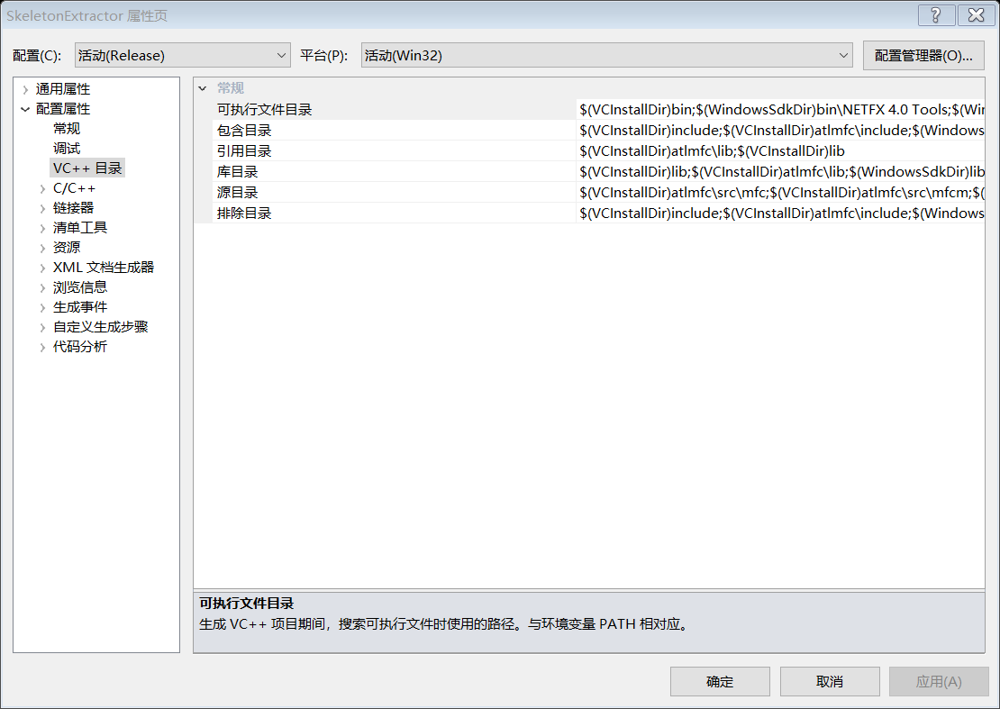 SkeletonExtractor 属性页
配置(C): 活动(Release) 平台(P): 活动(Win32) 配置管理器(O)...
通用属性
配置属性
常规
调试
VC++ 目录
C/C++
链接器
清单工具
资源
XML 文档生成器
浏览信息
生成事件
自定义生成步骤
代码分析
常规
可执行文件目录 $(VCInstallDir)bin;$(WindowsSdkDir)bin\NETFX 4.0 Tools;$(Win
包含目录 $(VCInstallDir)include;$(VCInstallDir)atlmfc\include;$(Windows
引用目录 $(VCInstallDir)atlmfc\lib;$(VCInstallDir)lib
库目录 $(VCInstallDir)lib;$(VCInstallDir)atlmfc\lib;$(WindowsSdkDir)lib
源目录 $(VCInstallDir)atlmfc\src\mfc;$(VCInstallDir)atlmfc\src\mfcm;$(
排除目录 $(VCInstallDir)include;$(VCInstallDir)atlmfc\include;$(Windows
可执行文件目录
生成 VC++ 项目期间，搜索可执行文件时使用的路径。与环境变量 PATH 相对应。
确定 取消 应用(A)